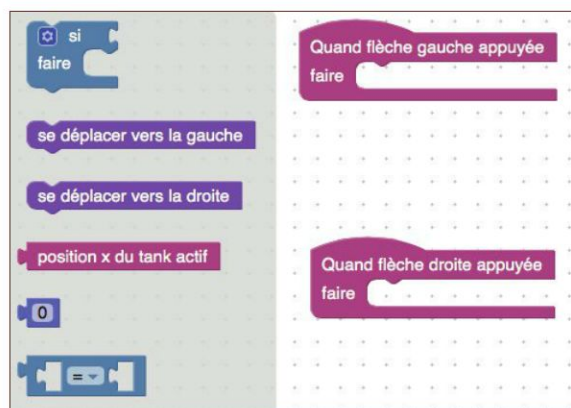 si
faire
se déplacer vers la gauche
se déplacer vers la droite
position x du tank actif
0
=
Quand flèche gauche appuyée
faire
Quand flèche droite appuyée
faire